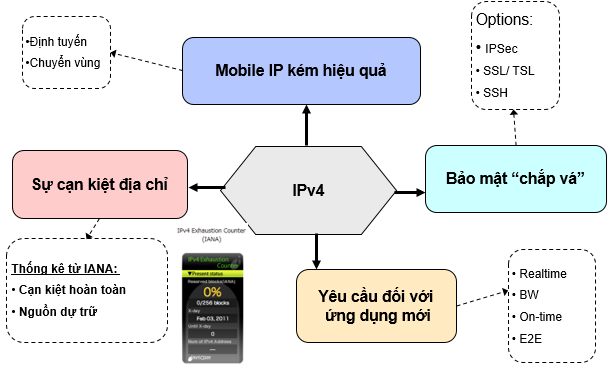 •Định tuyến
•Chuyển vùng
Mobile IP kém hiệu quả
Options:
• IPSec
• SSL/ TSL
• SSH
Sự cạn kiệt địa chỉ
IPv4
Bảo mật “chắp vá”
IPv4 Exhaustion Counter
(IANA)
IPv4 Exhaustion
Counter
▼Present status
Reserved blocks(IANA)
0%
0/256 blocks
X-day
Feb 03, 2011
Until X-day
0
Num of IPv4 Address
---
Thống kê từ IANA:
• Cạn kiệt hoàn toàn
• Nguồn dự trữ
Yêu cầu đối với
ứng dụng mới
• Realtime
• BW
• On-time
• E2E